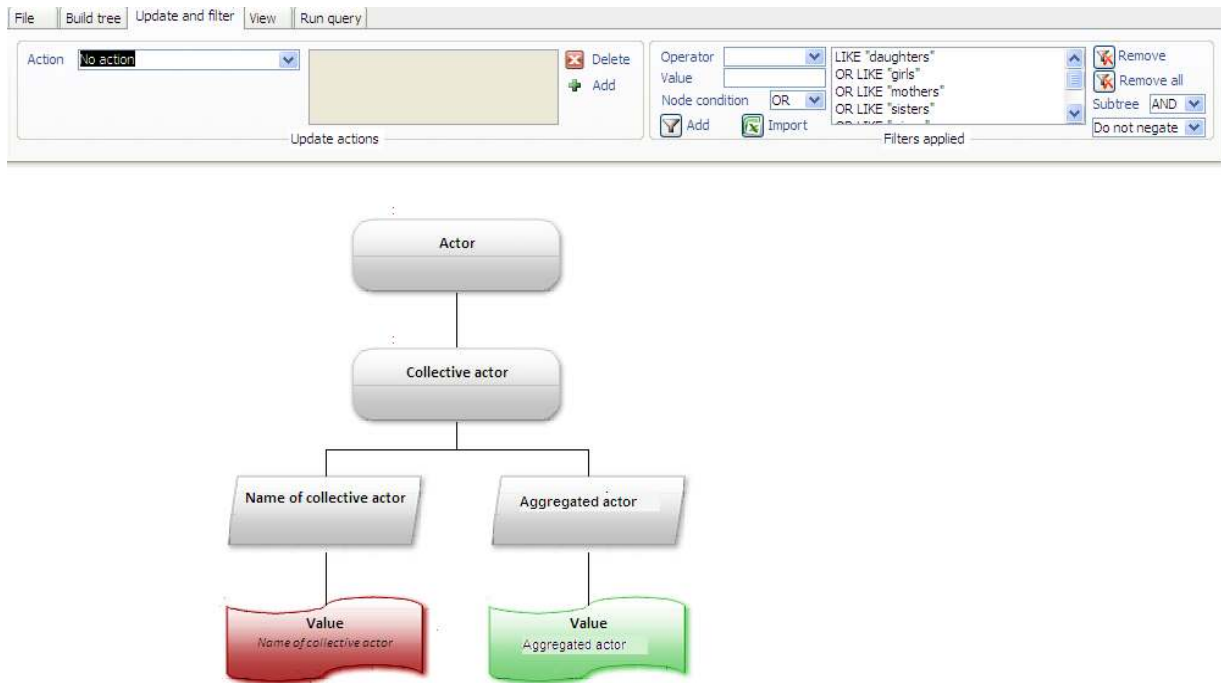 File Build tree Update and filter View Run query
Action No action
Delete
Add
Update actions
Operator
Value
Node condition OR
Add Import
LIKE "daughters"
OR LIKE "girls"
OR LIKE "mothers"
OR LIKE "sisters"
OR LIKE
Filters applied
Remove
Remove all
Subtree AND
Do not negate
Actor
Collective actor
Name of collective actor
Aggregated actor
Value
Name of collective actor
Value
Aggregated actor